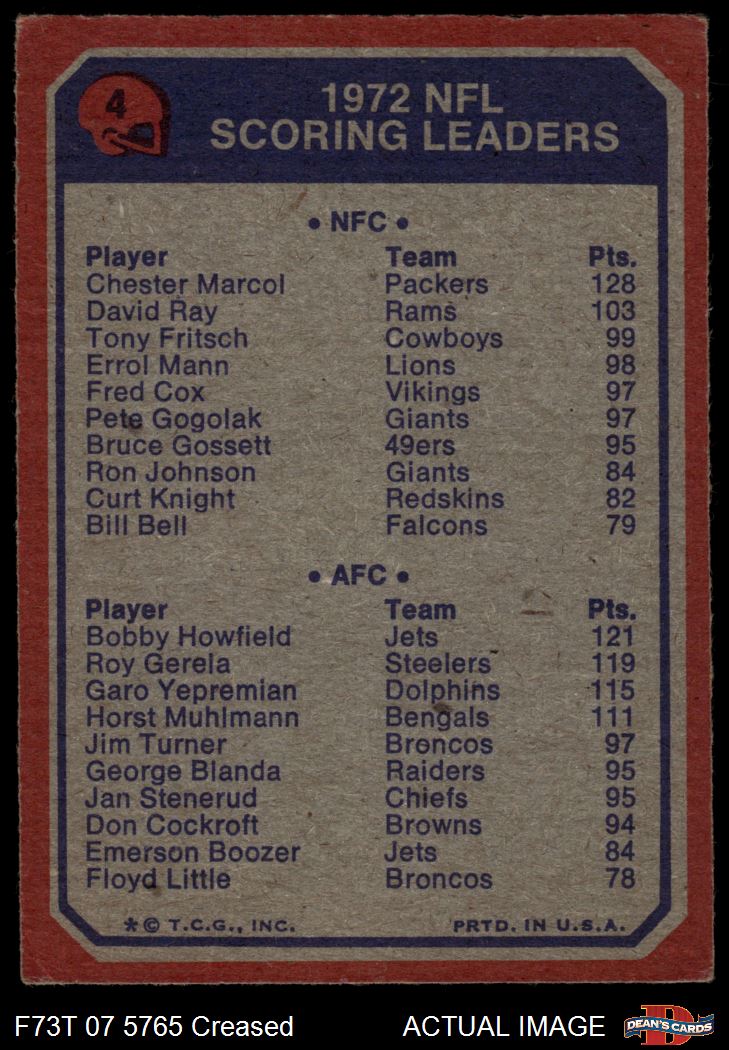 4
1972 NFL
SCORING LEADERS
• NFC •
Player Team Pts.
Chester Marcol Packers 128
David Ray Rams 103
Tony Fritsch Cowboys 99
Errol Mann Lions 98
Fred Cox Vikings 97
Pete Gogolak Giants 97
Bruce Gossett 49ers 95
Ron Johnson Giants 84
Curt Knight Redskins 82
Bill Bell Falcons 79
• AFC •
Player Team Pts.
Bobby Howfield Jets 121
Roy Gerela Steelers 119
Garo Yepremian Dolphins 115
Horst Muhlmann Bengals 111
Jim Turner Broncos 97
George Blanda Raiders 95
Jan Stenerud Chiefs 95
Don Cockroft Browns 94
Emerson Boozer Jets 84
Floyd Little Broncos 78
* © T.C.G., INC. PRTD. IN U.S.A.
F73T 07 5765 Creased ACTUAL IMAGE
D
DEAN'S CARDS